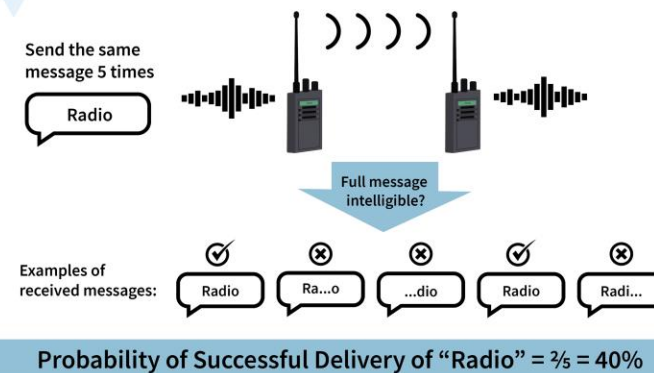 Send the same
message 5 times
Radio
Full message
intelligible?
Examples of
received messages:
Radio
Ra...o
...dio
Radio
Radi...
Probability of Successful Delivery of “Radio” = ⅖ = 40%